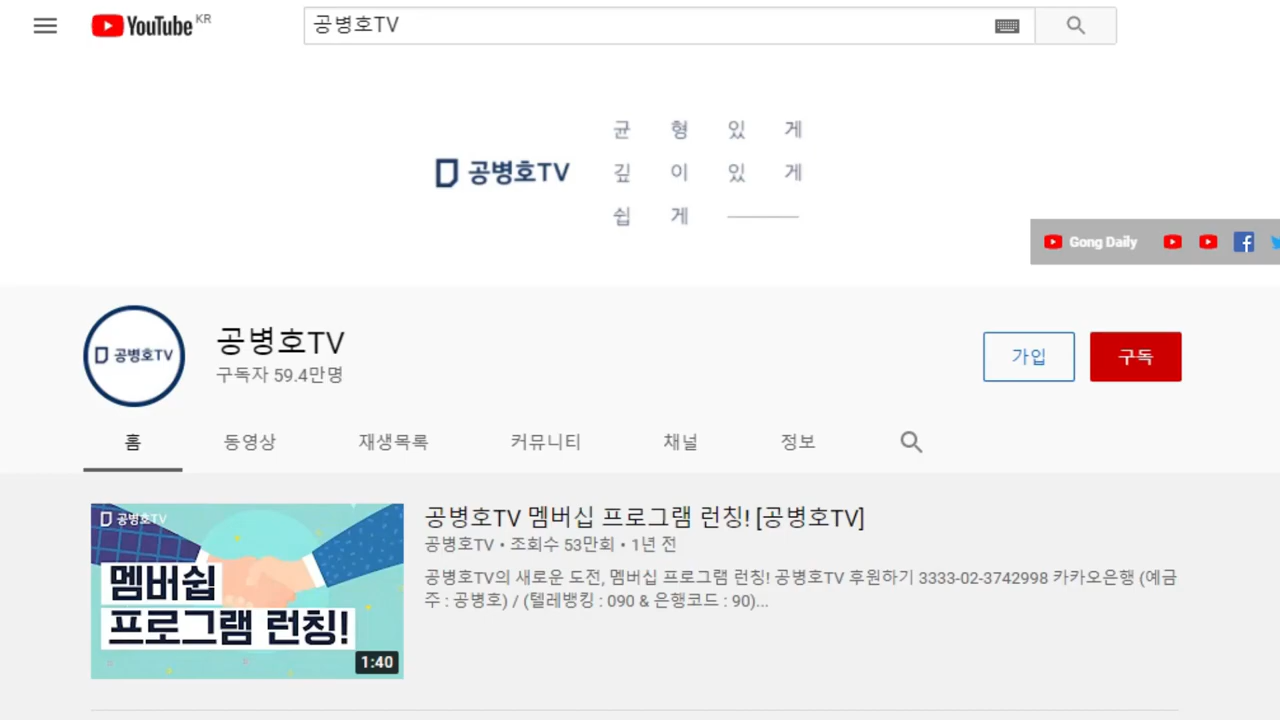 YouTube KR
공병호TV
균 형 있 게
공병호TV
깊 이 있 게
쉽 게
Gong Daily
공병호TV
공병호TV
구독자 59.4만명
가입
구독
홈 동영상 재생목록 커뮤니티 채널 정보
공병호TV
멤버쉽
프로그램 런칭!
1:40
공병호TV 멤버십 프로그램 런칭! [공병호TV]
공병호TV • 조회수 53만회 • 1년 전
공병호TV의 새로운 도전, 멤버십 프로그램 런칭! 공병호TV 후원하기 3333-02-3742998 카카오은행 (예금
주 : 공병호) / (텔레뱅킹 : 090 & 은행코드 : 90)...